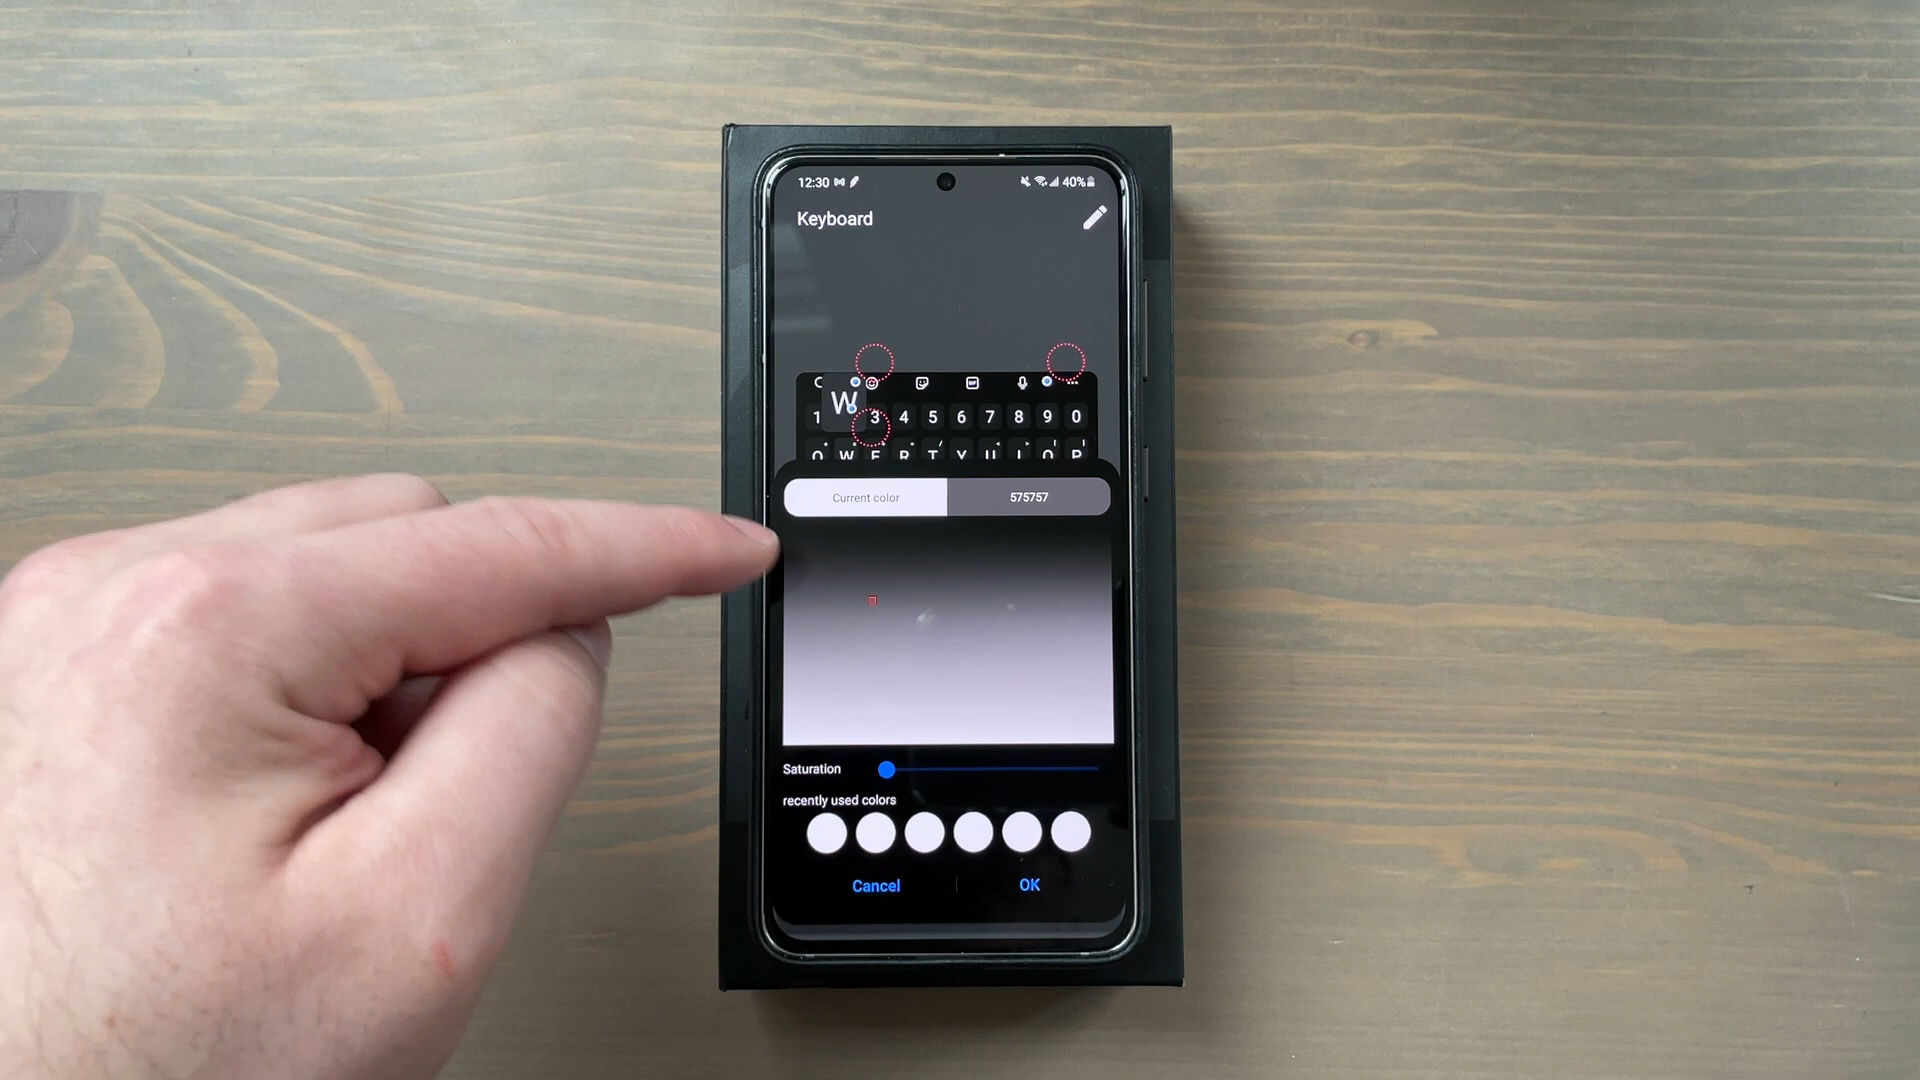 12:30 40%
Keyboard
GIF
W
1 3 4 5 6 7 8 9 0
Q W E R T Y U I O P
Current color 575757
Saturation
recently used colors
Cancel OK